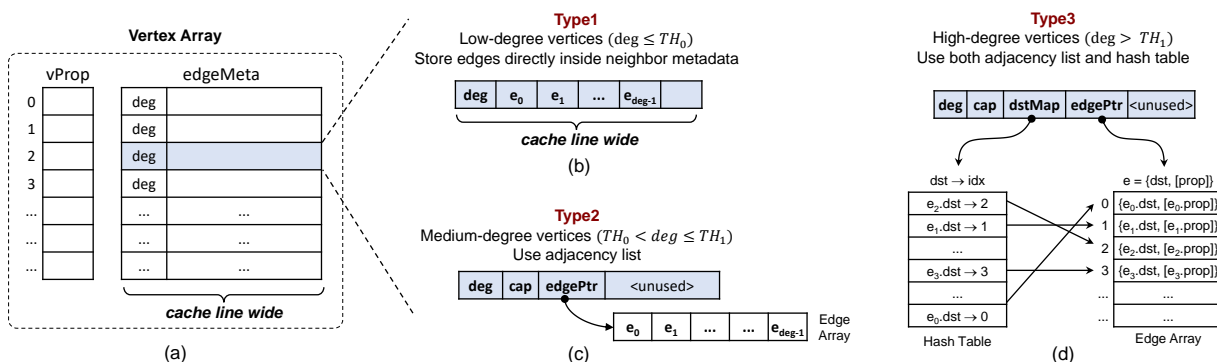 Vertex Array
vProp
edgeMeta
0
deg
1
deg
2
deg
3
deg
...
...
...
...
...
...
...
...
...
cache line wide
(a)
Type1
Low-degree vertices (deg ≤ TH₀)
Store edges directly inside neighbor metadata
deg e₀ e₁ ... e_deg-1
cache line wide
(b)
Type2
Medium-degree vertices (TH₀ < deg ≤ TH₁)
Use adjacency list
deg cap edgePtr <unused>
e₀ e₁ ... ... e_deg-1
Edge
Array
(c)
Type3
High-degree vertices (deg > TH₁)
Use both adjacency list and hash table
deg cap dstMap edgePtr <unused>
dst → idx
e₂.dst → 2
e₁.dst → 1
...
e₃.dst → 3
...
e₀.dst → 0
Hash Table
e = {dst, [prop]}
0 {e₀.dst, [e₀.prop]}
1 {e₁.dst, [e₁.prop]}
2 {e₂.dst, [e₂.prop]}
3 {e₃.dst, [e₃.prop]}
... ...
... ...
Edge Array
(d)